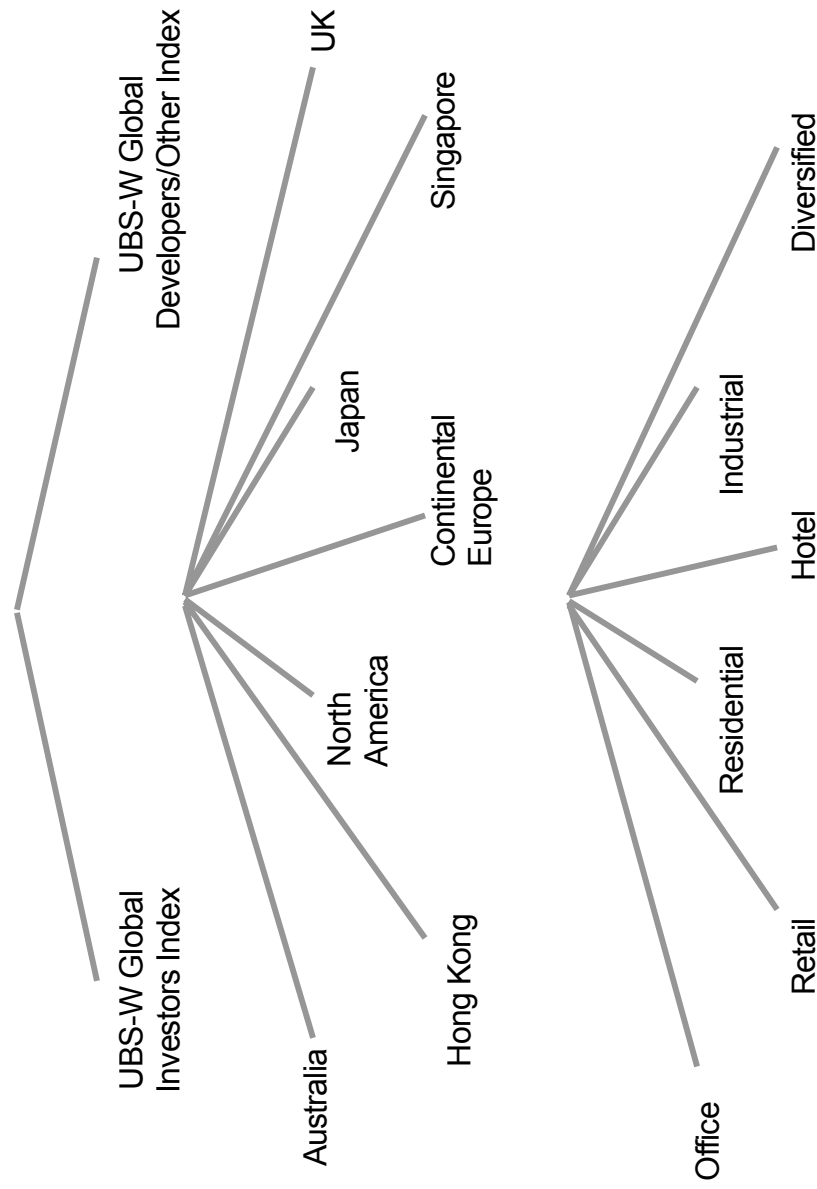 UBS-W Global
Investors Index
UBS-W Global
Developers/Other Index
Australia
Hong Kong
North
America
Continental
Europe
Japan
Singapore
UK
Office
Retail
Residential
Hotel
Industrial
Diversified